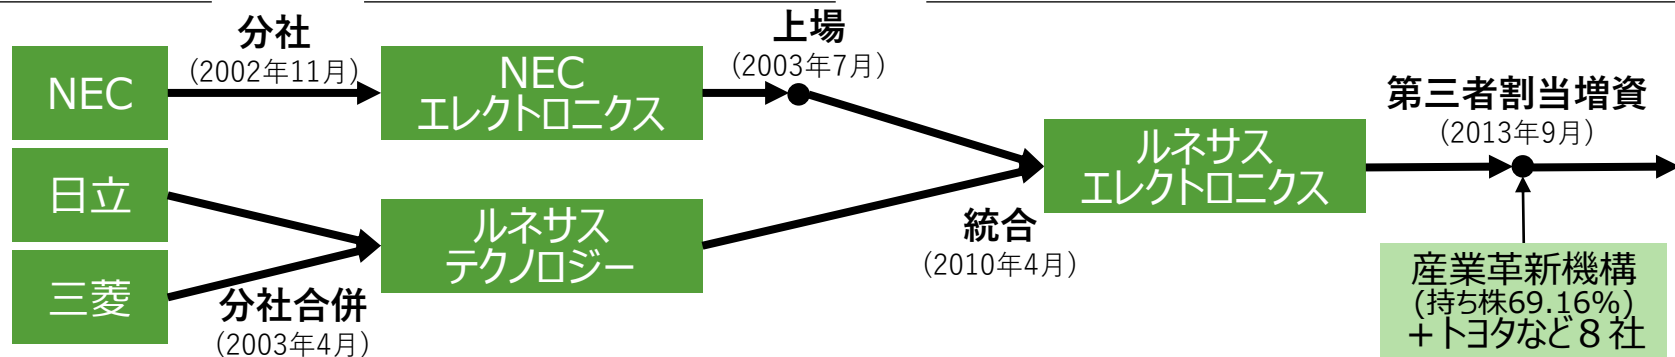 NEC
日立
三菱
分社
(2002年11月)
分社合併
(2003年4月)
NEC
エレクトロニクス
ルネサス
テクノロジー
上場
(2003年7月)
統合
(2010年4月)
ルネサス
エレクトロニクス
第三者割当増資
(2013年9月)
産業革新機構
(持ち株69.16%)
＋トヨタなど８社